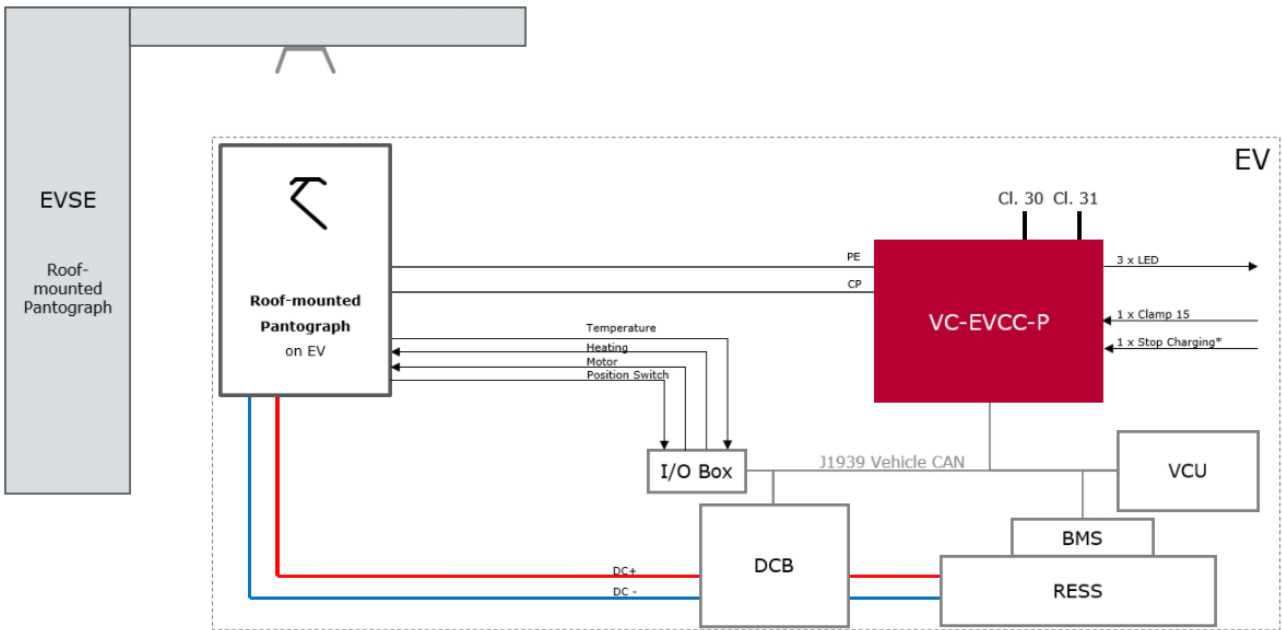 EVSE
Roof-
mounted
Pantograph
EV
Roof-mounted
Pantograph
on EV
Cl. 30 Cl. 31
PE
CP
VC-EVCC-P
3 x LED
1 x Clamp 15
1 x Stop Charging*
Temperature
Heating
Motor
Position Switch
I/O Box
J1939 Vehicle CAN
VCU
BMS
DCB
RESS
DC+
DC -